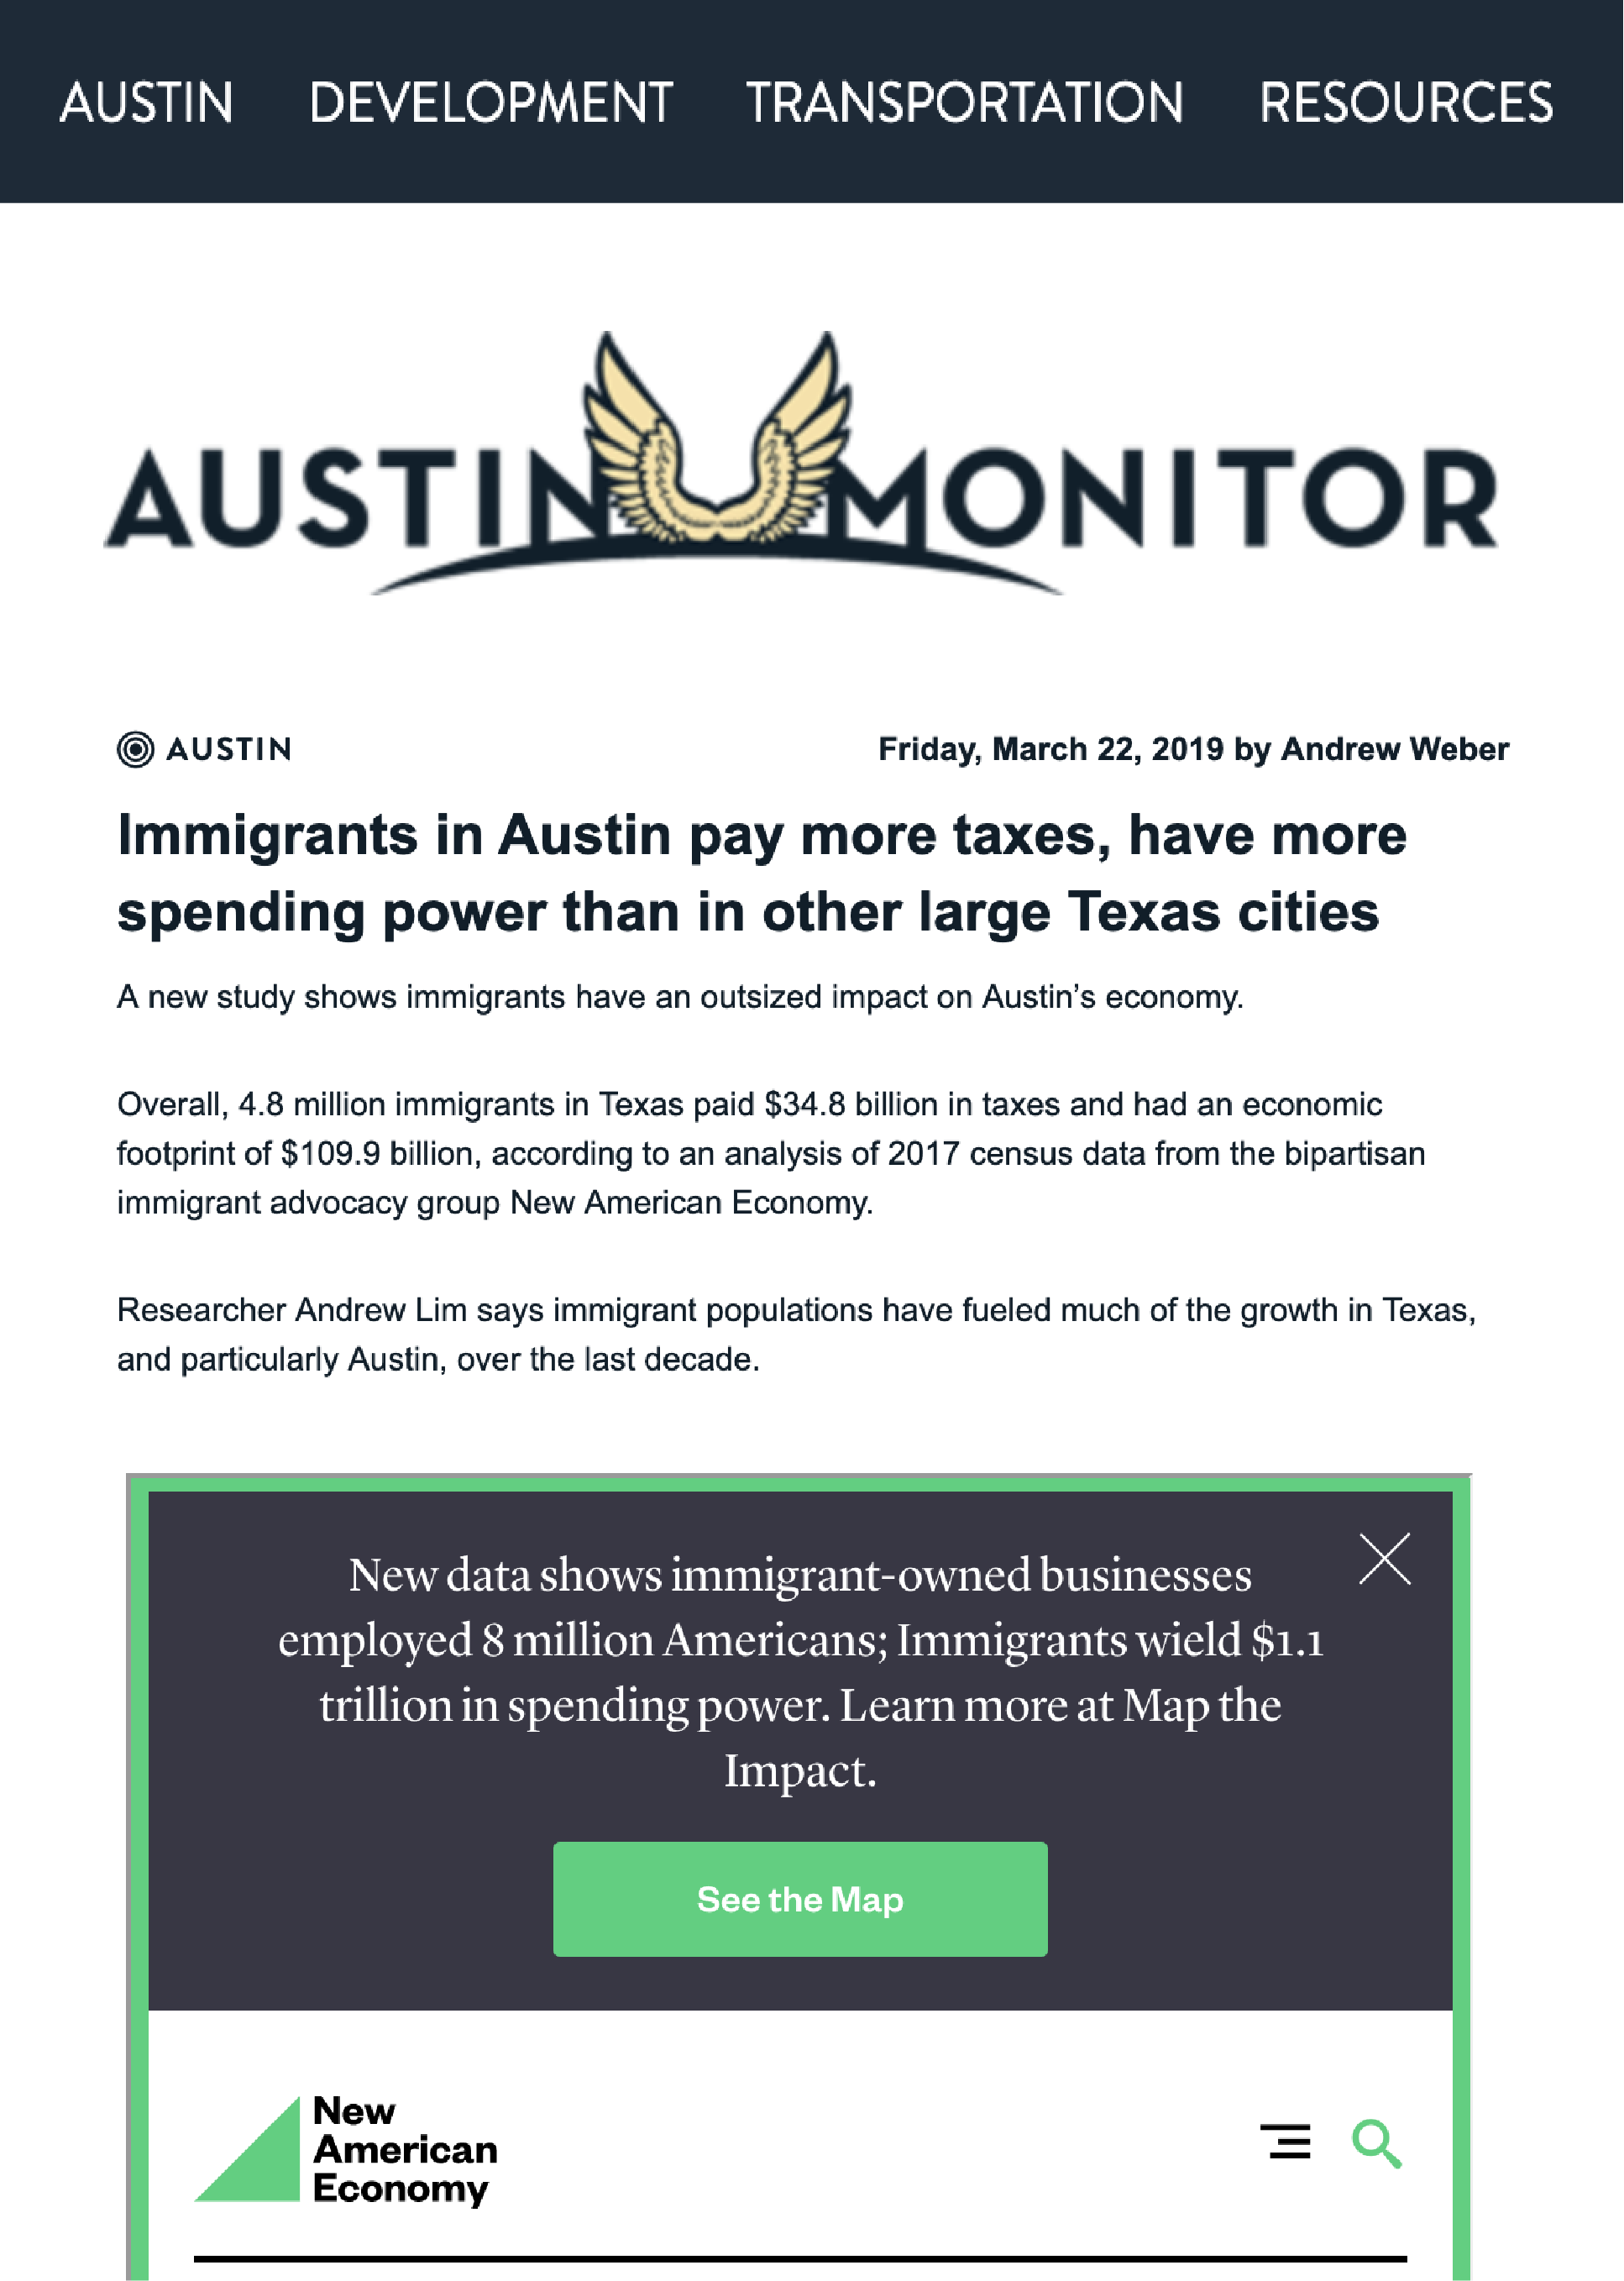 AUSTIN DEVELOPMENT TRANSPORTATION RESOURCES
AUSTIN MONITOR
AUSTIN Friday, March 22, 2019 by Andrew Weber
Immigrants in Austin pay more taxes, have more
spending power than in other large Texas cities
A new study shows immigrants have an outsized impact on Austin’s economy.
Overall, 4.8 million immigrants in Texas paid $34.8 billion in taxes and had an economic
footprint of $109.9 billion, according to an analysis of 2017 census data from the bipartisan
immigrant advocacy group New American Economy.
Researcher Andrew Lim says immigrant populations have fueled much of the growth in Texas,
and particularly Austin, over the last decade.
New data shows immigrant-owned businesses
employed 8 million Americans; Immigrants wield $1.1
trillion in spending power. Learn more at Map the
Impact.
See the Map
New
American
Economy